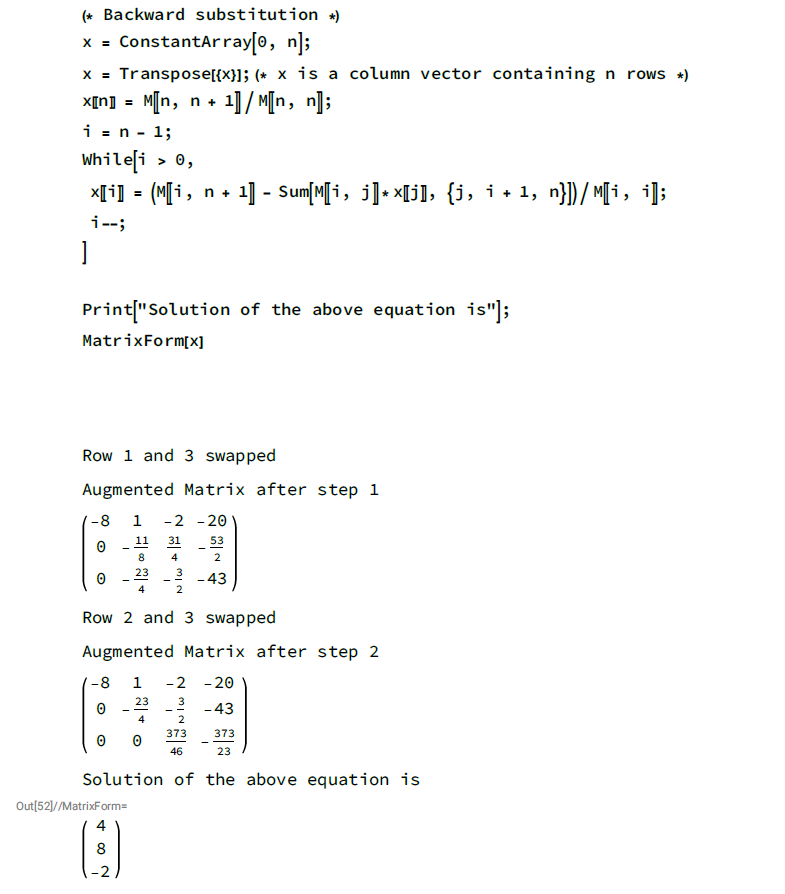 (* Backward substitution *)
x = ConstantArray[0, n];
x = Transpose[{x}]; (* x is a column vector containing n rows *)
x〚n〛 = M〚n, n + 1〛 / M〚n, n〛;
i = n - 1;
While[i > 0,
x〚i〛 = (M〚i, n + 1〛 - Sum[M〚i, j〛* x〚j〛, {j, i + 1, n}]) / M〚i, i〛;
i--;
]
Print["Solution of the above equation is"];
MatrixForm[x]
Row 1 and 3 swapped
Augmented Matrix after step 1
-8 1 -2 -20
0 -11/8 31/4 -53/2
0 -23/4 -3/2 -43
Row 2 and 3 swapped
Augmented Matrix after step 2
-8 1 -2 -20
0 -23/4 -3/2 -43
0 0 373/46 -373/23
Solution of the above equation is
Out[52]//MatrixForm=
4
8
-2